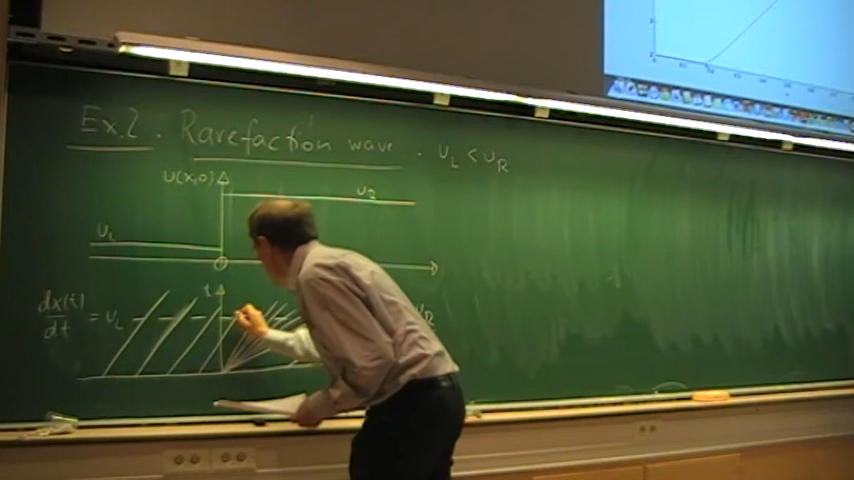 Ex.2. Rarefaction wave. U_L < U_R
U(x,0)
U_R
U_L
0
t
dx(t)/dt = U_L
U_R